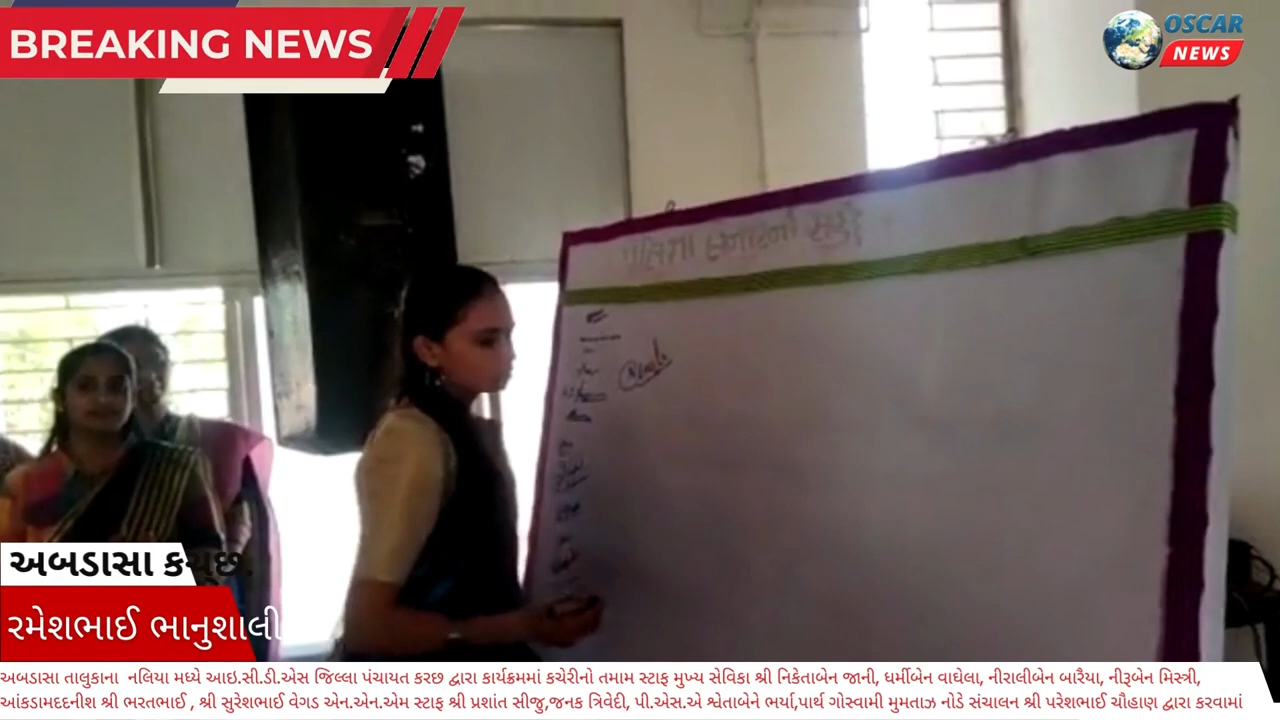 BREAKING NEWS
OSCAR
NEWS
અબડાસા કચ્છ.
રમેશભાઈ ભાનુશાલી
અબડાસા તાલુકાના નલિયા મધ્યે આઇ.સી.ડી.એસ જિલ્લા પંચાયત કરછ દ્વારા કાર્યક્રમમાં કચેરીનો તમામ સ્ટાફ મુખ્ય સેવિકા શ્રી નિકેતાબેન જાની, ધર્મીબેન વાઘેલા, નીરાલીબેન બારૈયા, નીરૂબેન મિસ્ત્રી,
આંકડામદદનીશ શ્રી ભરતભાઈ , શ્રી સુરેશભાઈ વેગડ એન.એન.એમ સ્ટાફ શ્રી પ્રશાંત સીજુ,જનક ત્રિવેદી, પી.એસ.એ શ્વેતાબેને ભર્યા,પાર્થ ગોસ્વામી મુમતાઝ નોડે સંચાલન શ્રી પરેશભાઈ ચૌહાણ દ્વારા કરવામાં